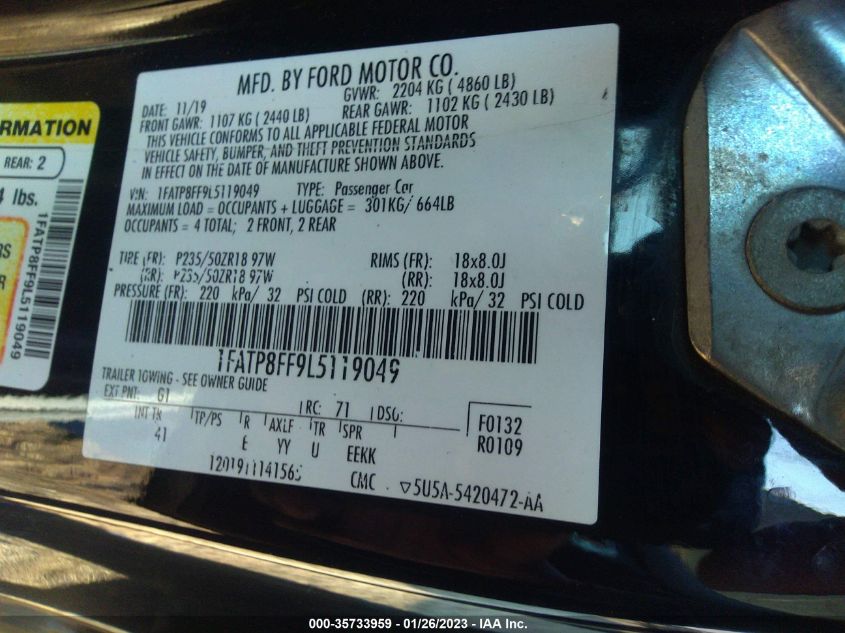 MFD. BY FORD MOTOR CO.
DATE: 11/19
GVWR: 2204 KG ( 4860 LB)
FRONT GAWR: 1107 KG ( 2440 LB)
REAR GAWR: 1102 KG ( 2430 LB)
THIS VEHICLE CONFORMS TO ALL APPLICABLE FEDERAL MOTOR
VEHICLE SAFETY, BUMPER, AND THEFT PREVENTION STANDARDS
IN EFFECT ON THE DATE OF MANUFACTURE SHOWN ABOVE.
VIN: 1FATP8FF9L5119049 TYPE: Passenger Car
MAXIMUM LOAD = OCCUPANTS + LUGGAGE = 301KG/ 664LB
OCCUPANTS = 4 TOTAL; 2 FRONT, 2 REAR
TIRE (FR): P235/50ZR18 97W RIMS (FR): 18x8.0J
(RR): P235/50ZR18 97W (RR): 18x8.0J
PRESSURE (FR): 220 kPa/ 32 PSI COLD (RR): 220 kPa/ 32 PSI COLD
1FATP8FF9L5119049
TRAILER TOWING - SEE OWNER GUIDE
EXT PNT: G1 RC: 71 DSO: F0132
INT TR TP/PS R AXLE TR SPR R0109
41 E YY U EEKK
CMC ▽5U5A-5420472-AA
ORMATION
REAR: 2
4 lbs.
1FATP8FF9L5119049
000-35733959 - 01/26/2023 - IAA Inc.